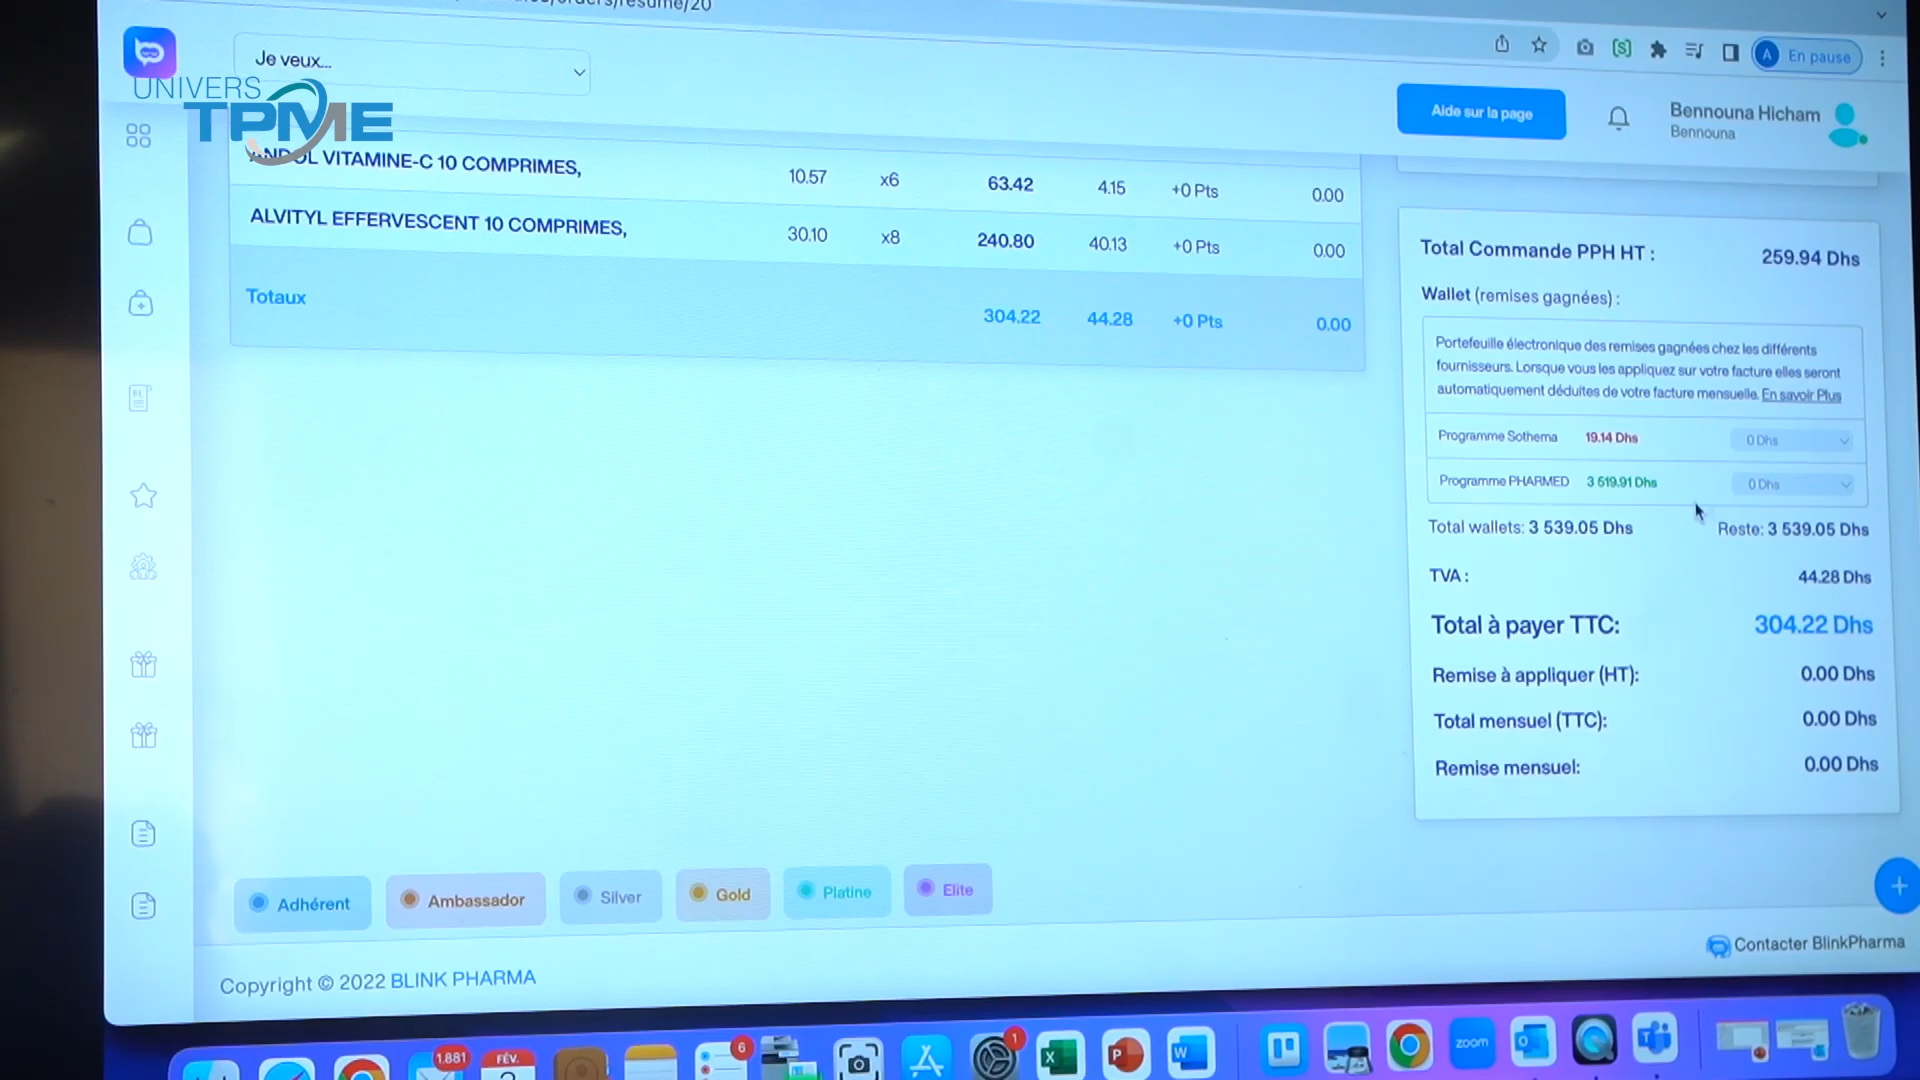 Je veux...
UNIVERS
TPME
En pause
Aide sur la page
Bennouna Hicham
Bennouna
VITAMINE-C 10 COMPRIMES, 10.57 x6 63.42 4.15 +0 Pts 0.00
ALVITYL EFFERVESCENT 10 COMPRIMES, 30.10 x8 240.80 40.13 +0 Pts 0.00
Totaux 304.22 44.28 +0 Pts 0.00
Total Commande PPH HT : 259.94 Dhs
Wallet (remises gagnées) :
Portefeuille électronique des remises gagnées chez les différents
fournisseurs. Lorsque vous les appliquez sur votre facture elles seront
automatiquement déduites de votre facture mensuelle. En savoir Plus
Programme Sothema 19.14 Dhs 0 Dhs
Programme PHARMED 3 519.91 Dhs 0 Dhs
Total wallets: 3 539.05 Dhs Reste: 3 539.05 Dhs
TVA : 44.28 Dhs
Total à payer TTC: 304.22 Dhs
Remise à appliquer (HT): 0.00 Dhs
Total mensuel (TTC): 0.00 Dhs
Remise mensuel: 0.00 Dhs
Adhérent Ambassador Silver Gold Platine Elite
Contacter BlinkPharma
Copyright © 2022 BLINK PHARMA
1.881
FÉV.
6
1
zoom